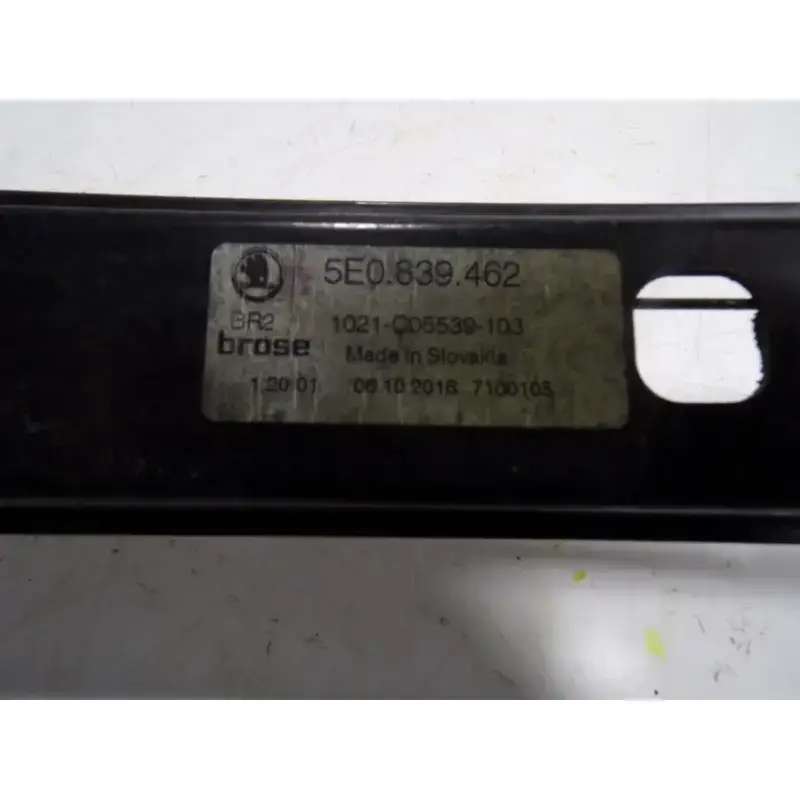 5E0.839.462
BR2 1021-C05539-103
brose Made in Slovakia
1.20 01 06.10.2016 7100105